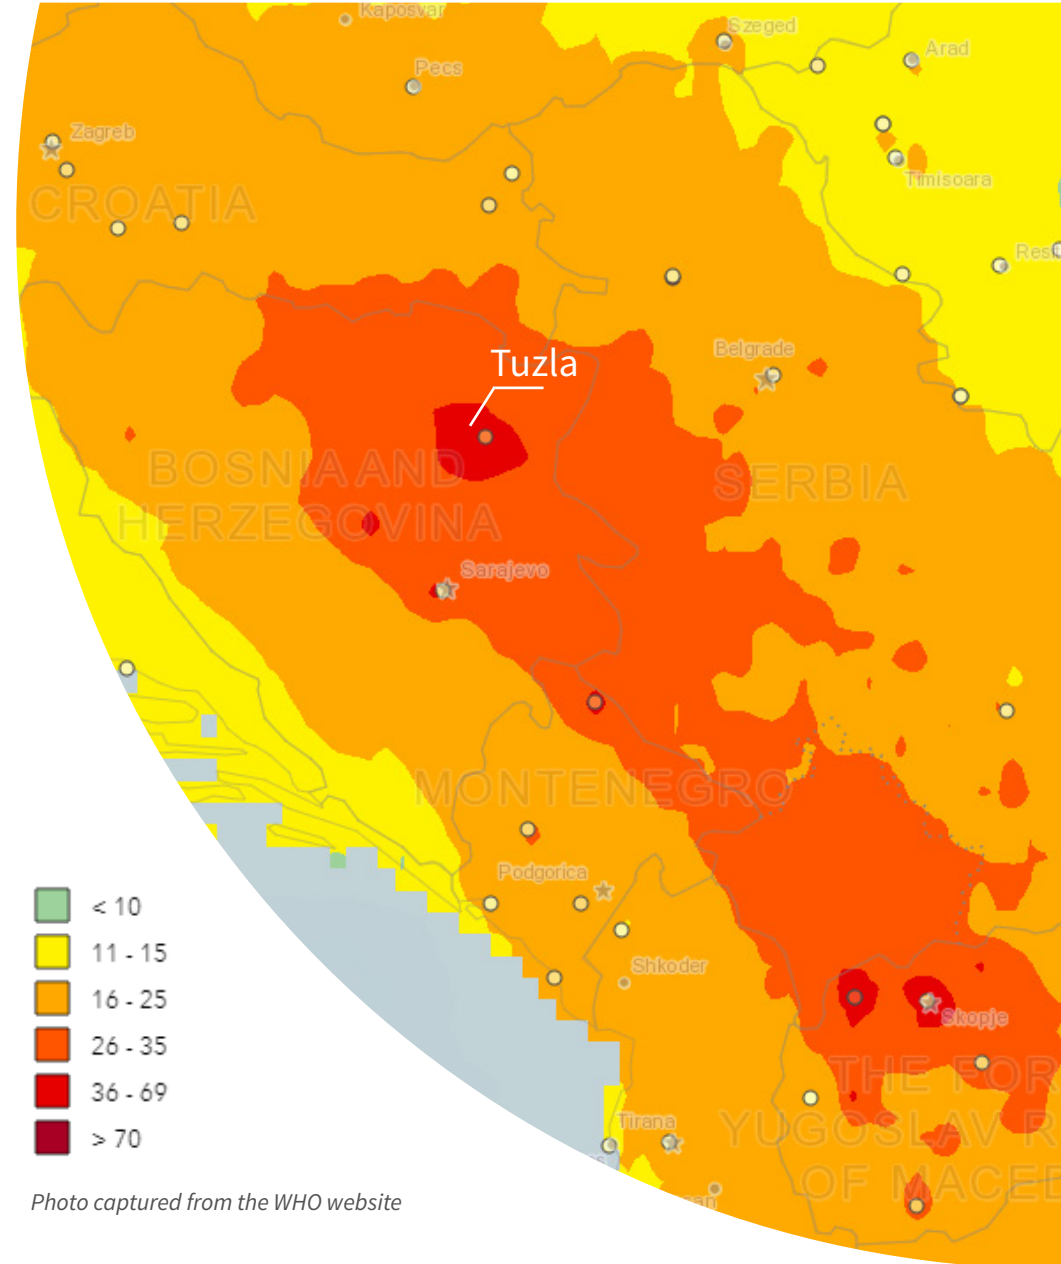 Kaposvar
Szeged
Arad
Pecs
Zagreb
Timisoara
CROATIA
Belgrade
Tuzla
BOSNIA AND
HERZEGOVINA
SERBIA
Sarajevo
MONTENEGRO
Podgorica
Shkoder
Skopje
THE FOR
YUGOSLAV R
OF MACED
Tirana
< 10
11 - 15
16 - 25
26 - 35
36 - 69
> 70
Photo captured from the WHO website